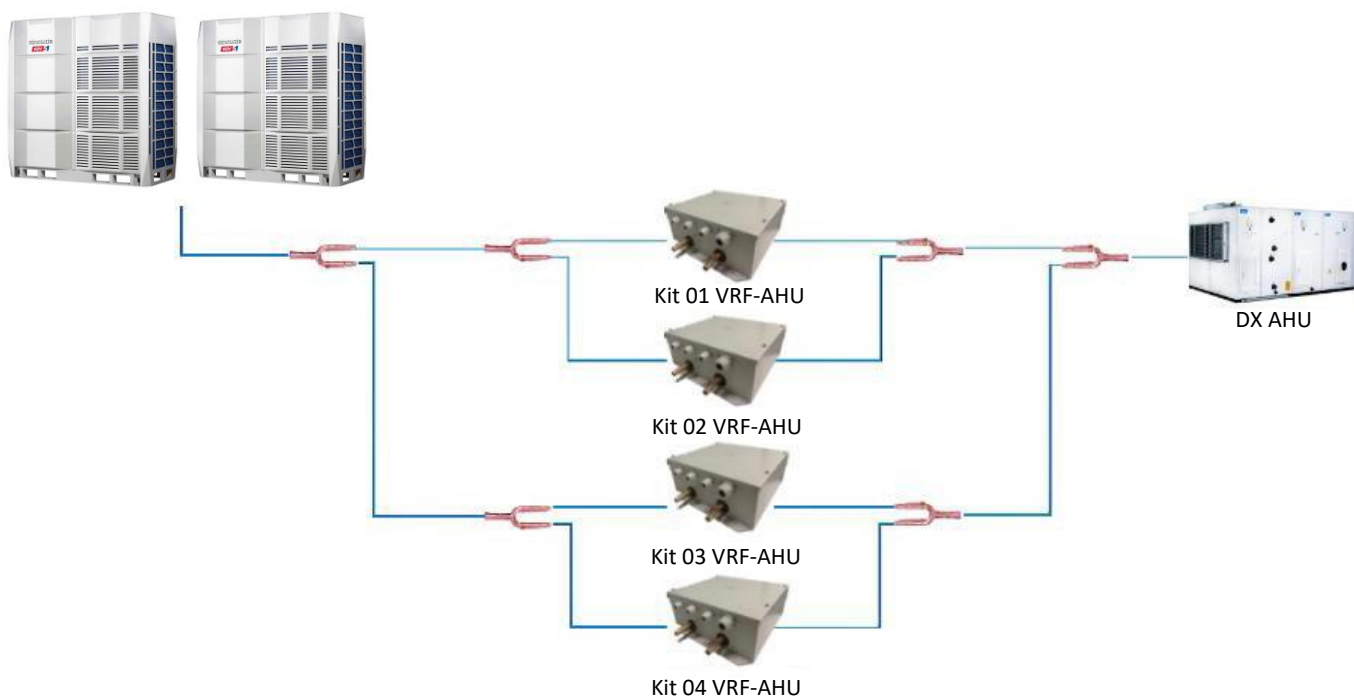 Kit 01 VRF-AHU
DX AHU
Kit 02 VRF-AHU
Kit 03 VRF-AHU
Kit 04 VRF-AHU